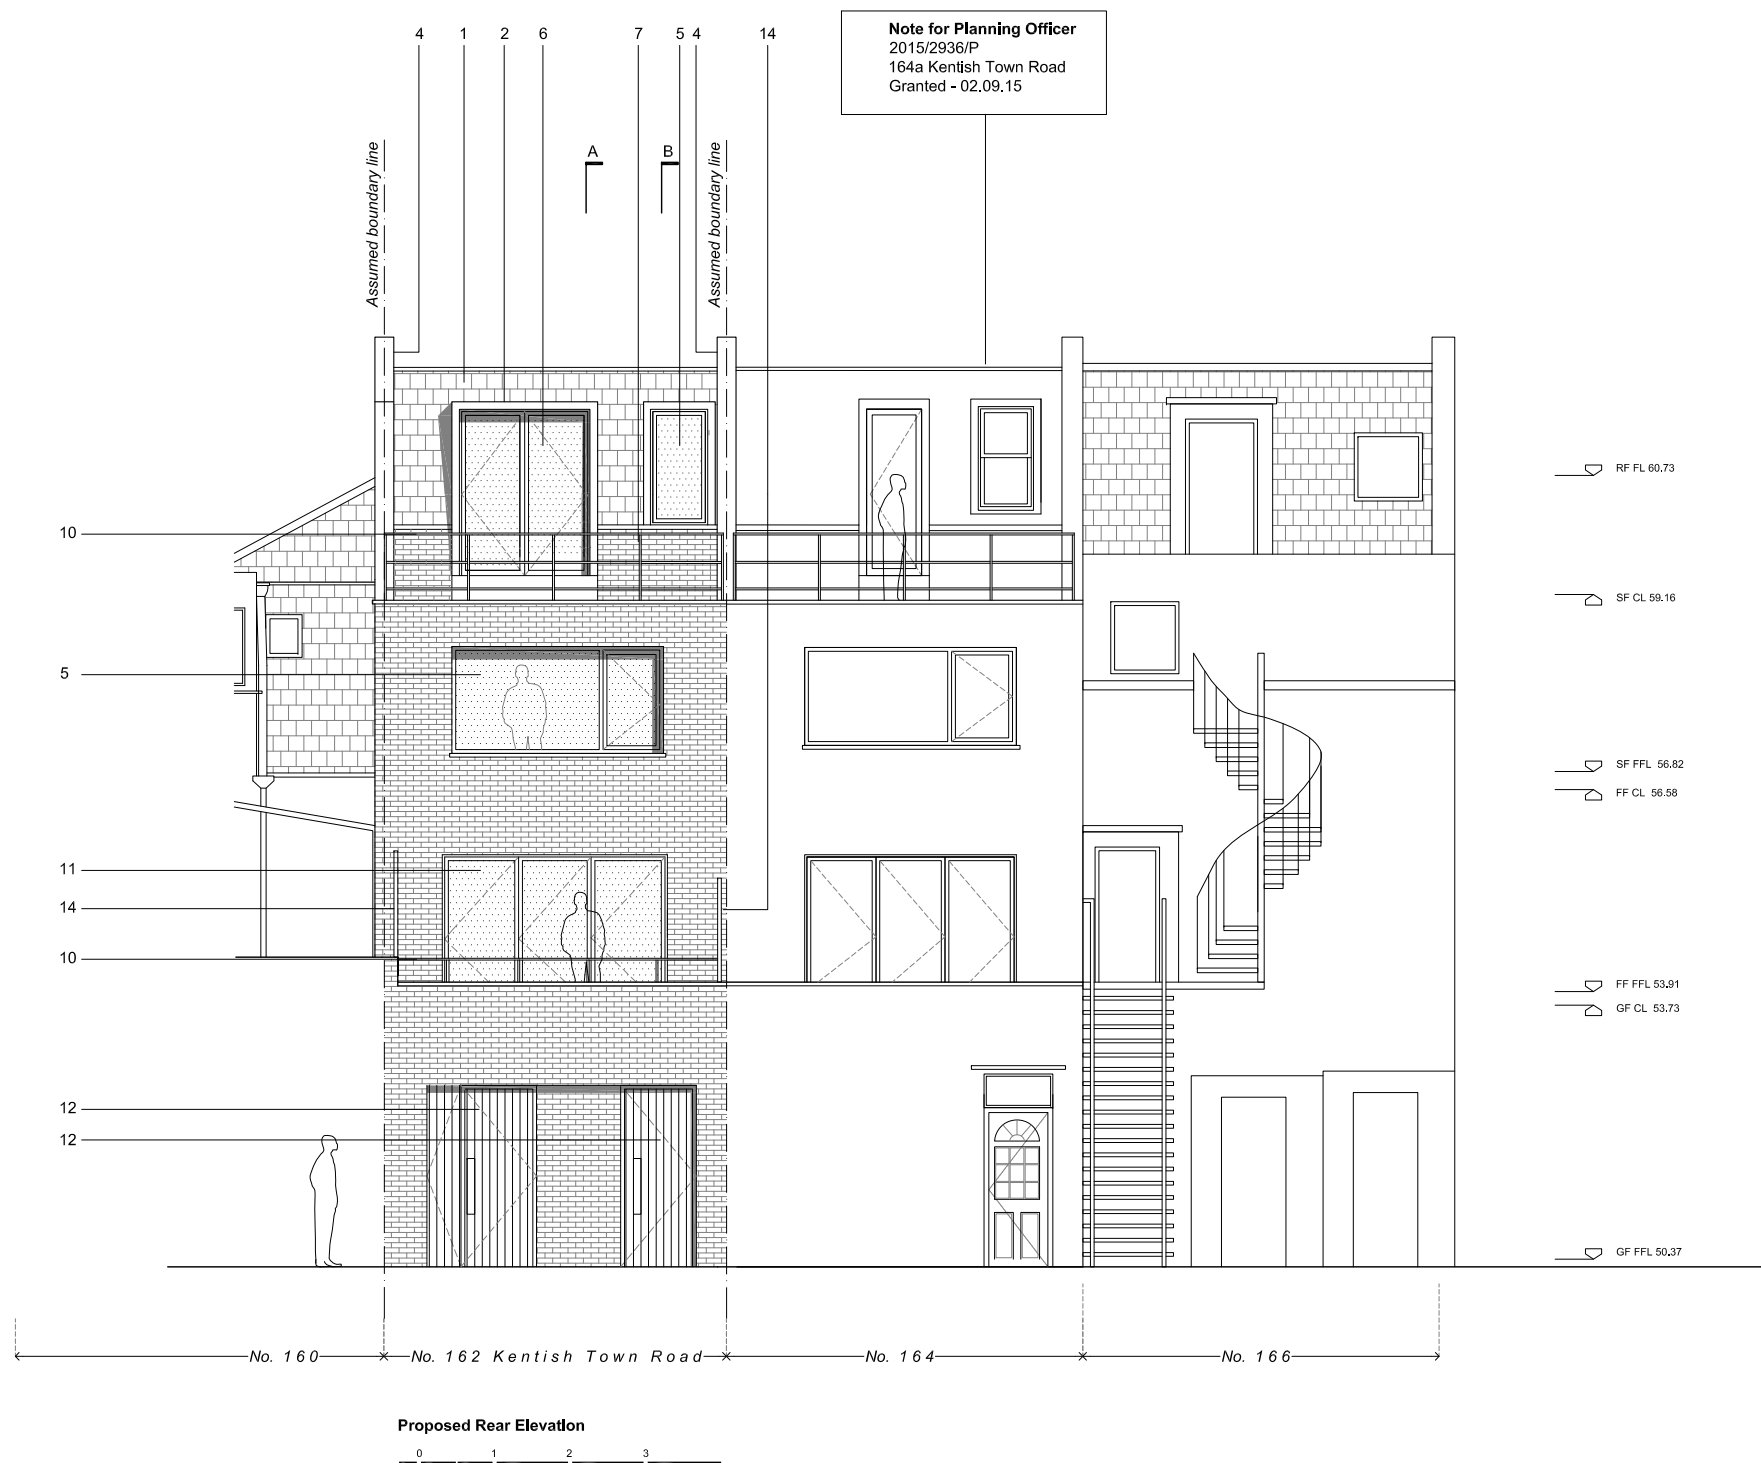 4 1 2 6 7 5 4 14
Note for Planning Officer
2015/2936/P
164a Kentish Town Road
Granted - 02.09.15
A
B
Assumed boundary line
Assumed boundary line
RF FL 60.73
10
SF CL 59.16
5
SF FFL 56.82
FF CL 56.58
11
14
10
FF FFL 53.91
GF CL 53.73
12
12
GF FFL 50.37
No. 160
No. 162 Kentish Town Road
No. 164
No. 166
Proposed Rear Elevation
0 1 2 3